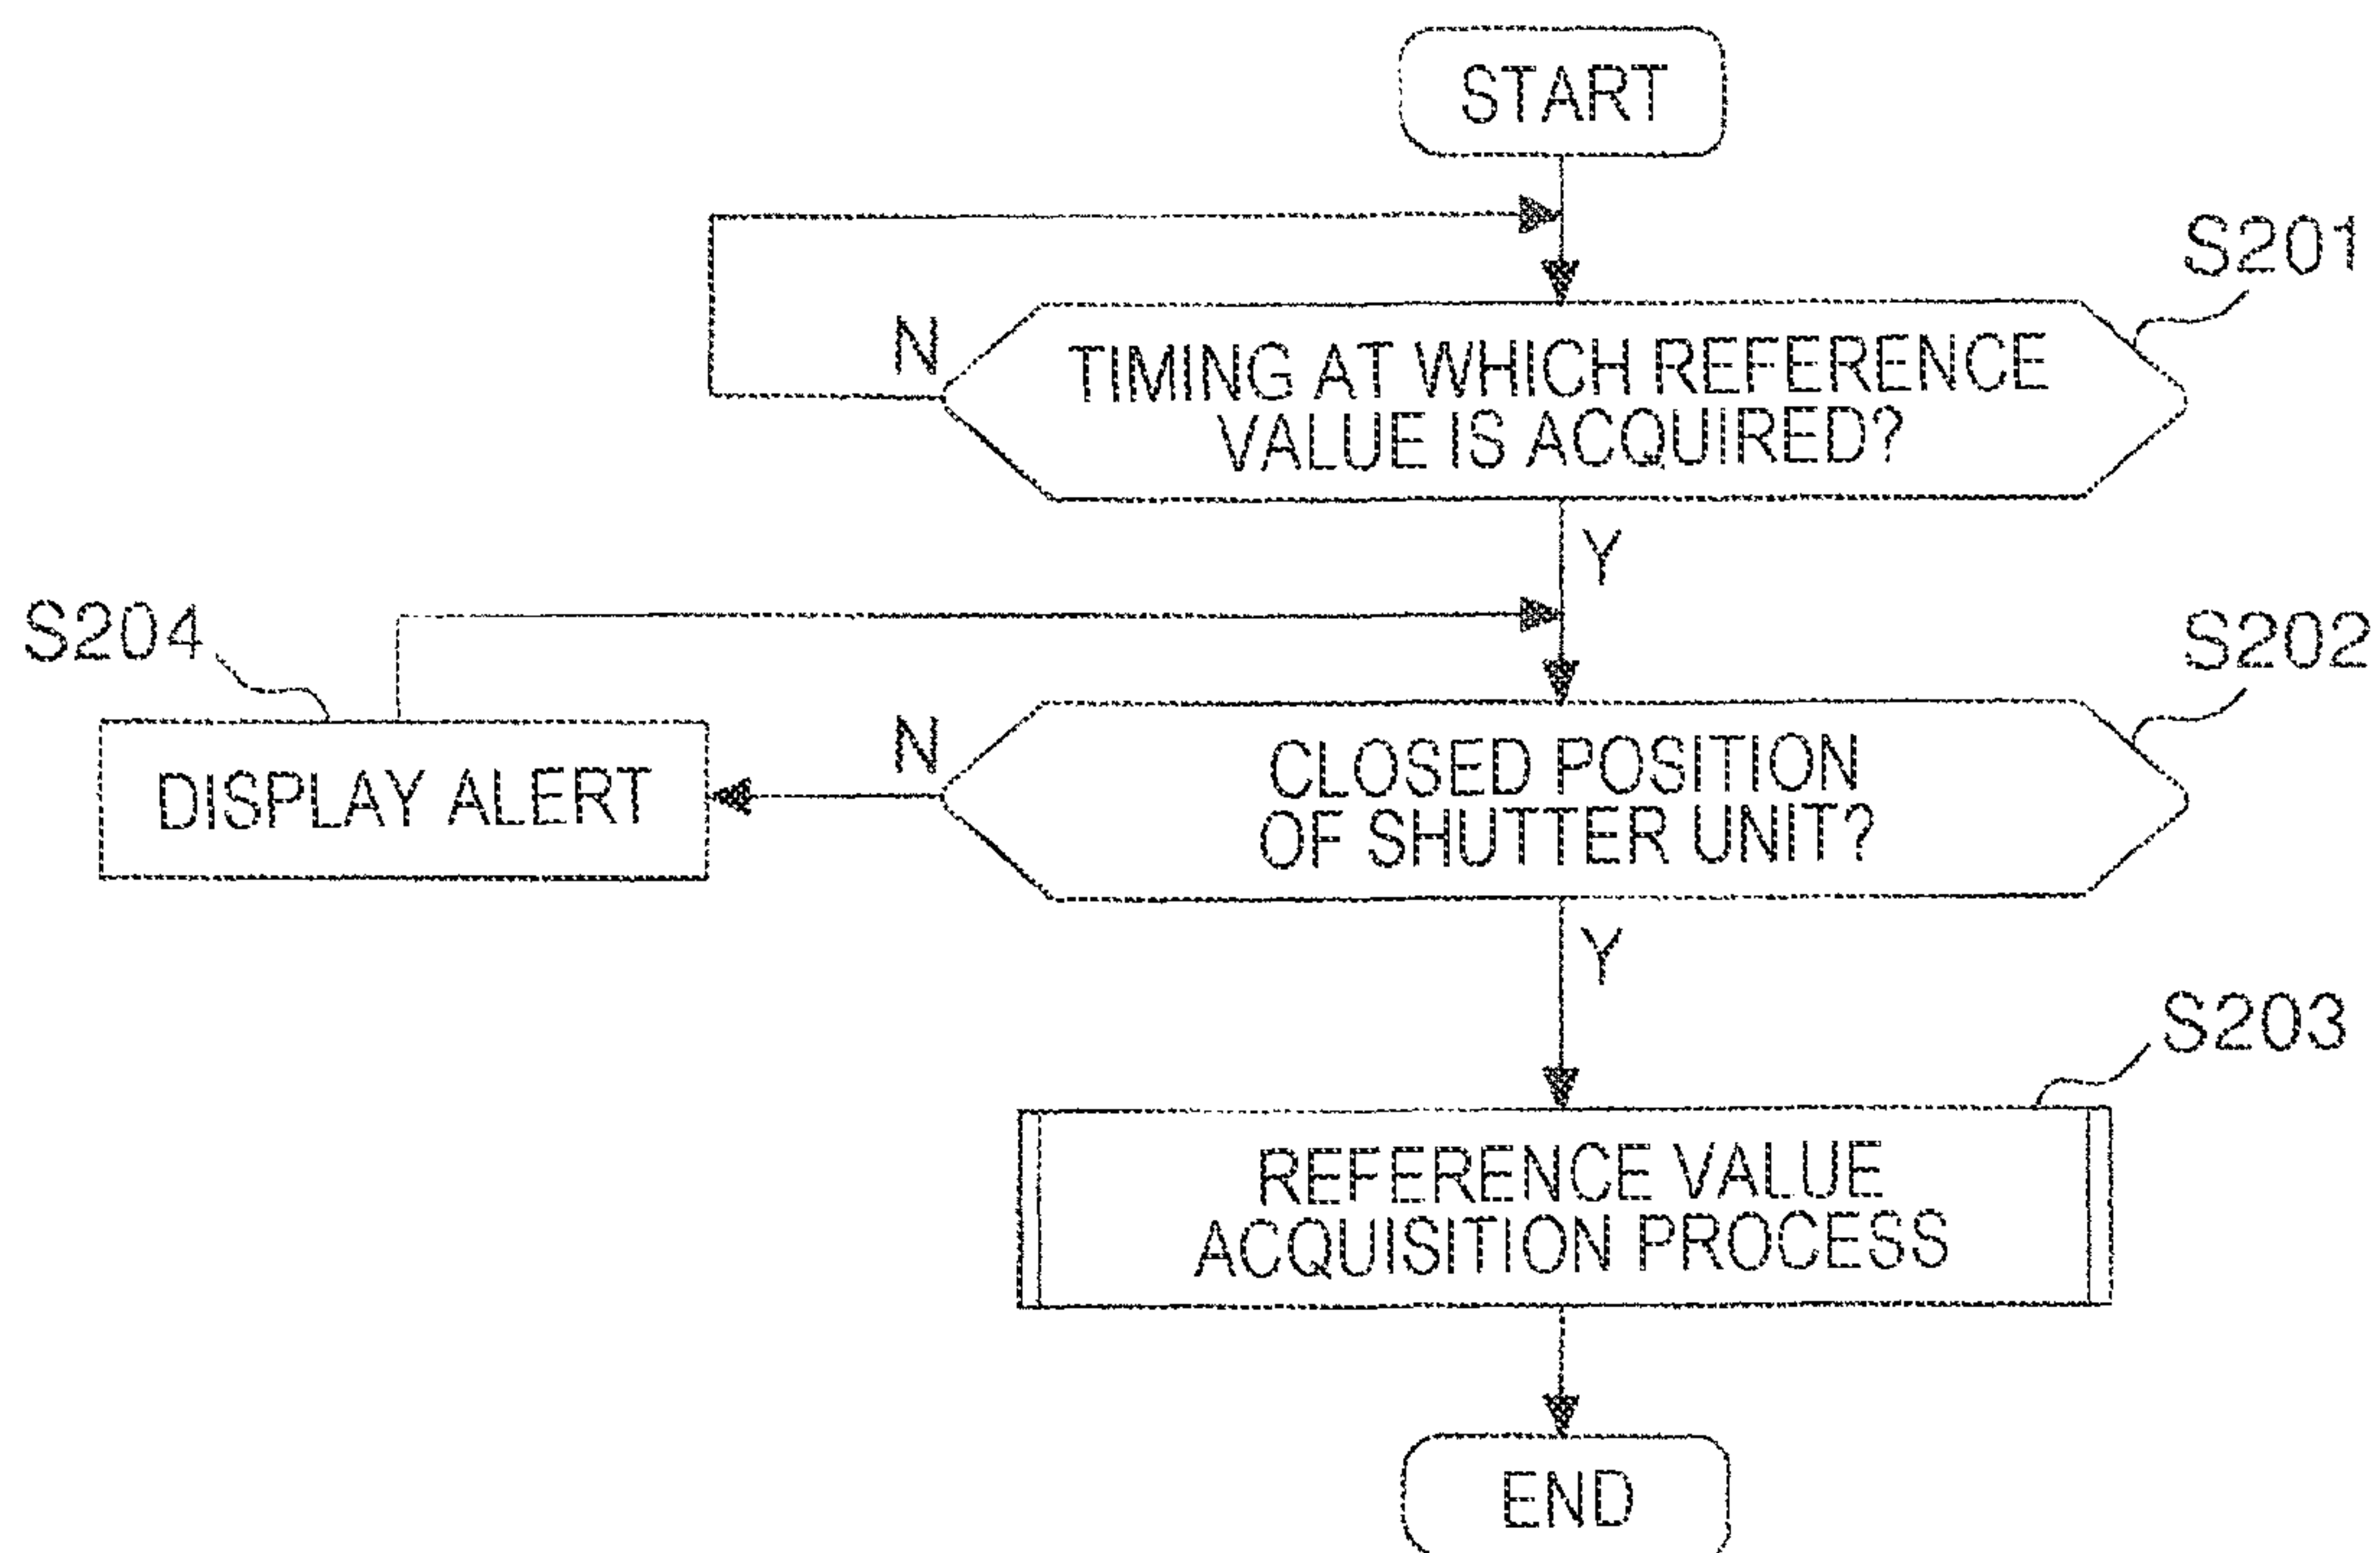 START
S201
N
TIMING AT WHICH REFERENCE
VALUE IS ACQUIRED?
Y
S204
S202
N
DISPLAY ALERT
CLOSED POSITION
OF SHUTTER UNIT?
Y
S203
REFERENCE VALUE
ACQUISITION PROCESS
END